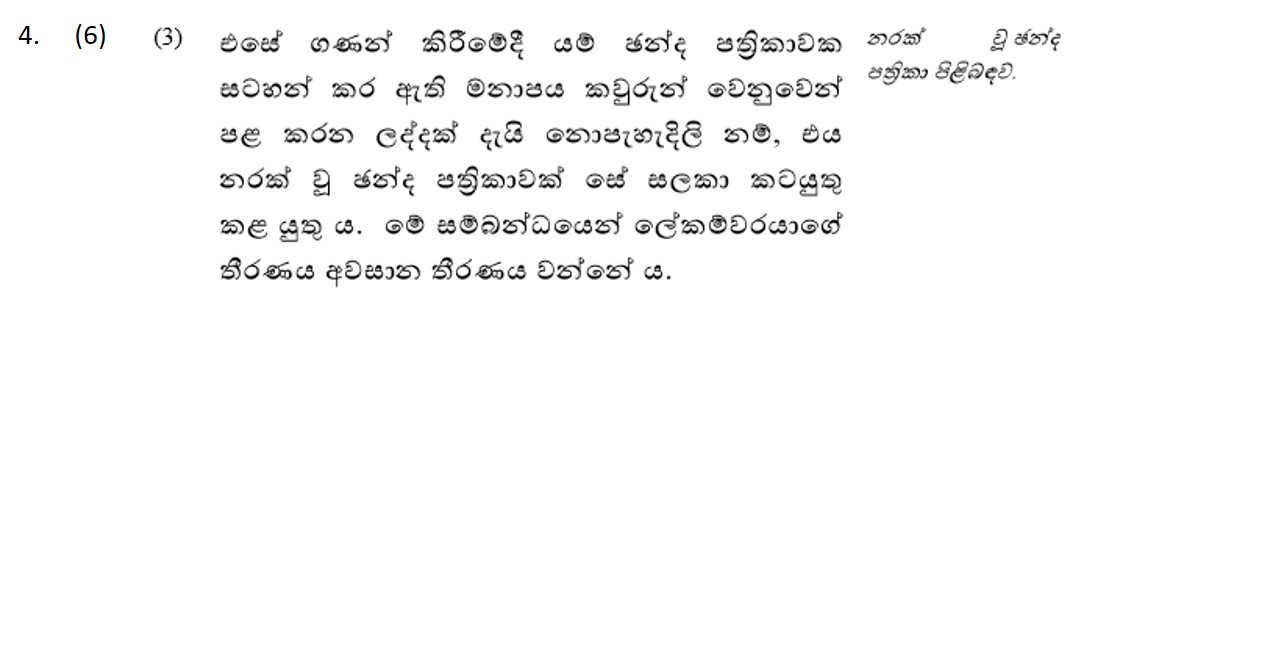 4. (6) (3) එසේ ගණන් කිරීමේදී යම් ඡන්ද පත්‍රිකාවක නරක් වූ ඡන්ද
සටහන් කර ඇති මනාපය කවුරුන් වෙනුවෙන් පත්‍රිකා පිළිබඳව.
පළ කරන ලද්දක් දැයි නොපැහැදිලි නම්, එය
නරක් වූ ඡන්ද පත්‍රිකාවක් සේ සලකා කටයුතු
කළ යුතු ය. මේ සම්බන්ධයෙන් ලේකම්වරයාගේ
තීරණය අවසාන තීරණය වන්නේ ය.